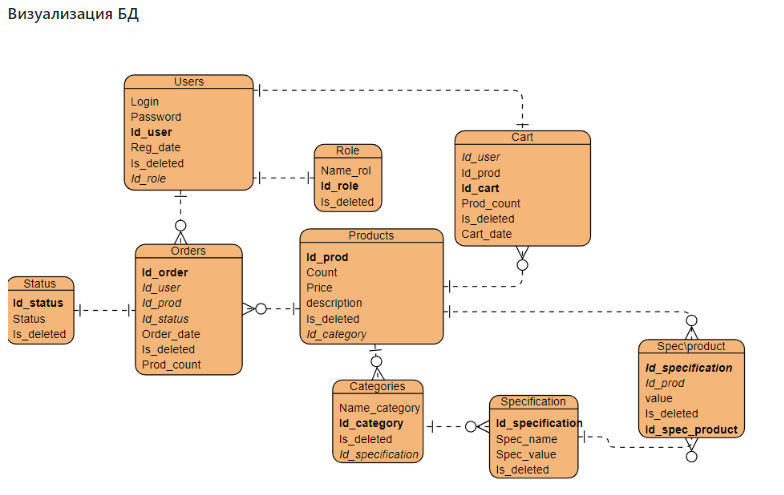 Визуализация БД
Users
Login
Password
Id_user
Reg_date
Is_deleted
Id_role
Role
Name_rol
Id_role
Is_deleted
Cart
Id_user
Id_prod
Id_cart
Prod_count
Is_deleted
Cart_date
Orders
Id_order
Id_user
Id_prod
Id_status
Order_date
Is_deleted
Prod_count
Products
Id_prod
Count
Price
description
Is_deleted
Id_category
Status
Id_status
Status
Is_deleted
Spec\product
Id_specification
Id_prod
value
Is_deleted
Id_spec_product
Categories
Name_category
Id_category
Is_deleted
Id_specification
Specification
Id_specification
Spec_name
Spec_value
Is_deleted